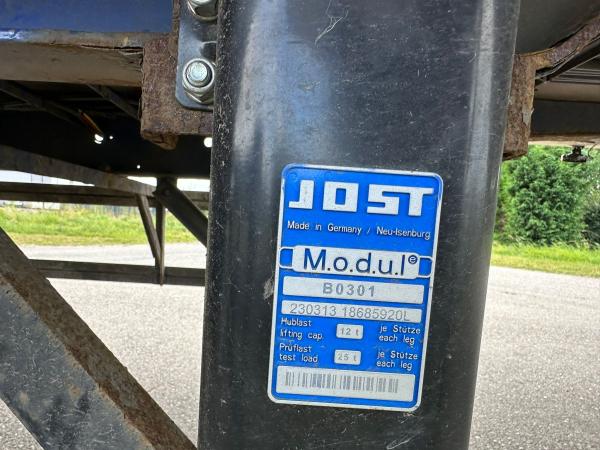 JOST
Made in Germany / Neu-Isenburg
M.o.d.u.l e
B0301
230313 18685920L
Hublast 12 t je Stütze
lifting cap. each leg
Prüflast 25 t je Stütze
test load each leg